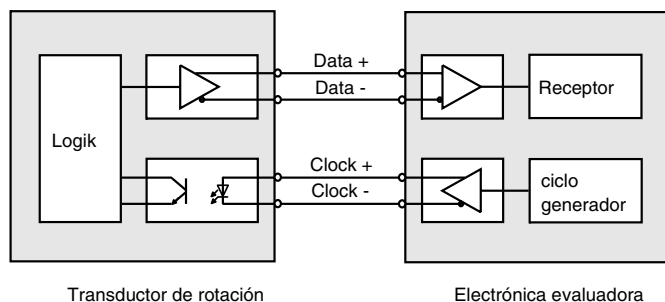 Data +
Data -
Logik
Receptor
Clock +
Clock -
ciclo
generador
Transductor de rotación
Electrónica evaluadora